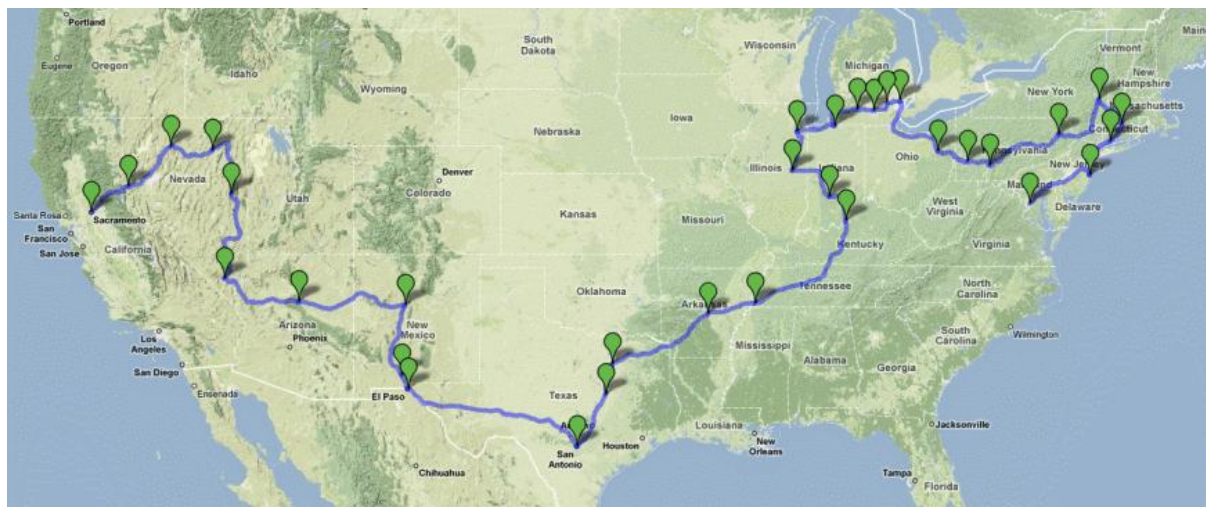 Portland
Eugene
Oregon
Idaho
Wyoming
South
Dakota
Wisconsin
Michigan
Vermont
Main
New
Hampshire
New York
Massachusetts
Connecticut
Iowa
Nebraska
Illinois
Indiana
Ohio
Pennsylvania
New Jersey
Maryland
Delaware
West
Virginia
Virginia
Nevada
Utah
Denver
Colorado
Kansas
Missouri
Kentucky
Santa Rosa
Sacramento
San
Francisco
San Jose
California
Los
Angeles
San Diego
Ensenada
Arizona
Phoenix
New
Mexico
Oklahoma
Arkansas
Tennessee
North
Carolina
South
Carolina
Wilmington
Mississippi
Alabama
Georgia
El Paso
Texas
Louisiana
San
Antonio
Houston
New
Orleans
Jacksonville
Tampa
Florida
Chihuahua